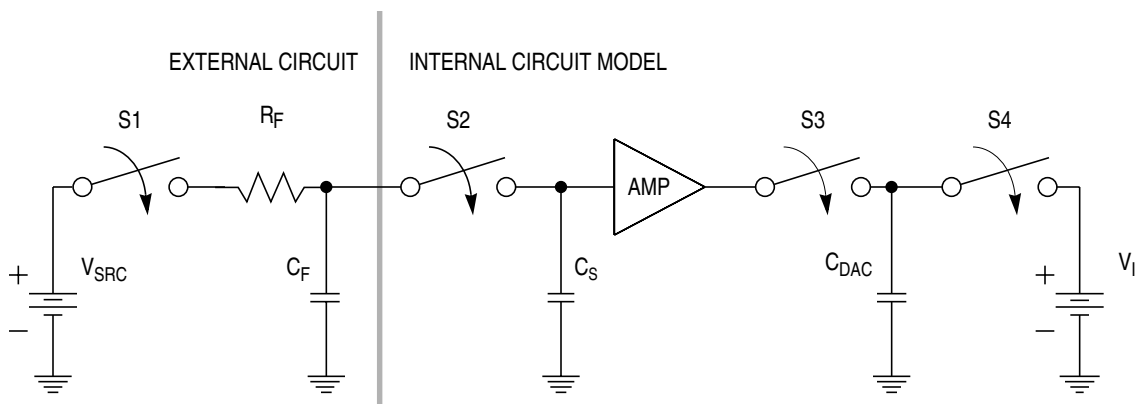 EXTERNAL CIRCUIT INTERNAL CIRCUIT MODEL
S1 R_F S2 S3 S4
AMP
+ V_SRC C_F C_S C_DAC + V_I
− −